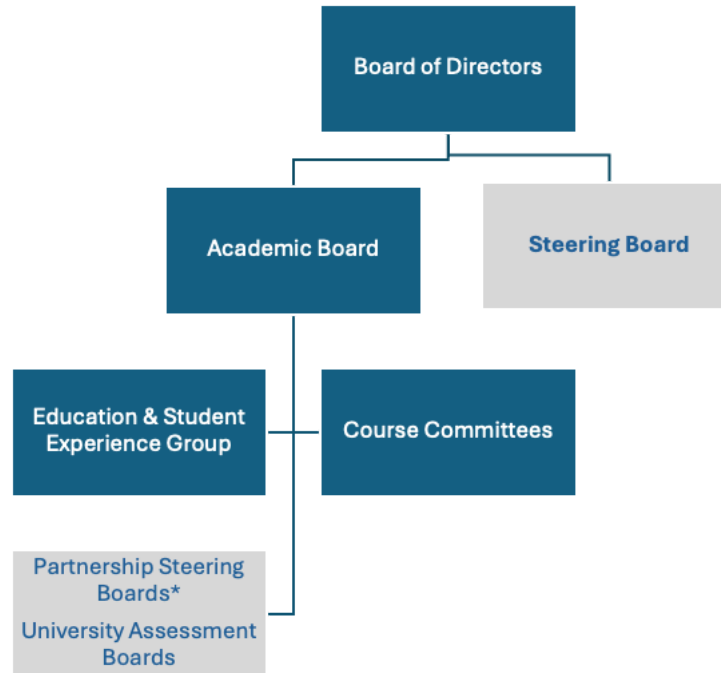 Board of Directors
Academic Board
Steering Board
Education & Student
Experience Group
Course Committees
Partnership Steering
Boards*
University Assessment
Boards